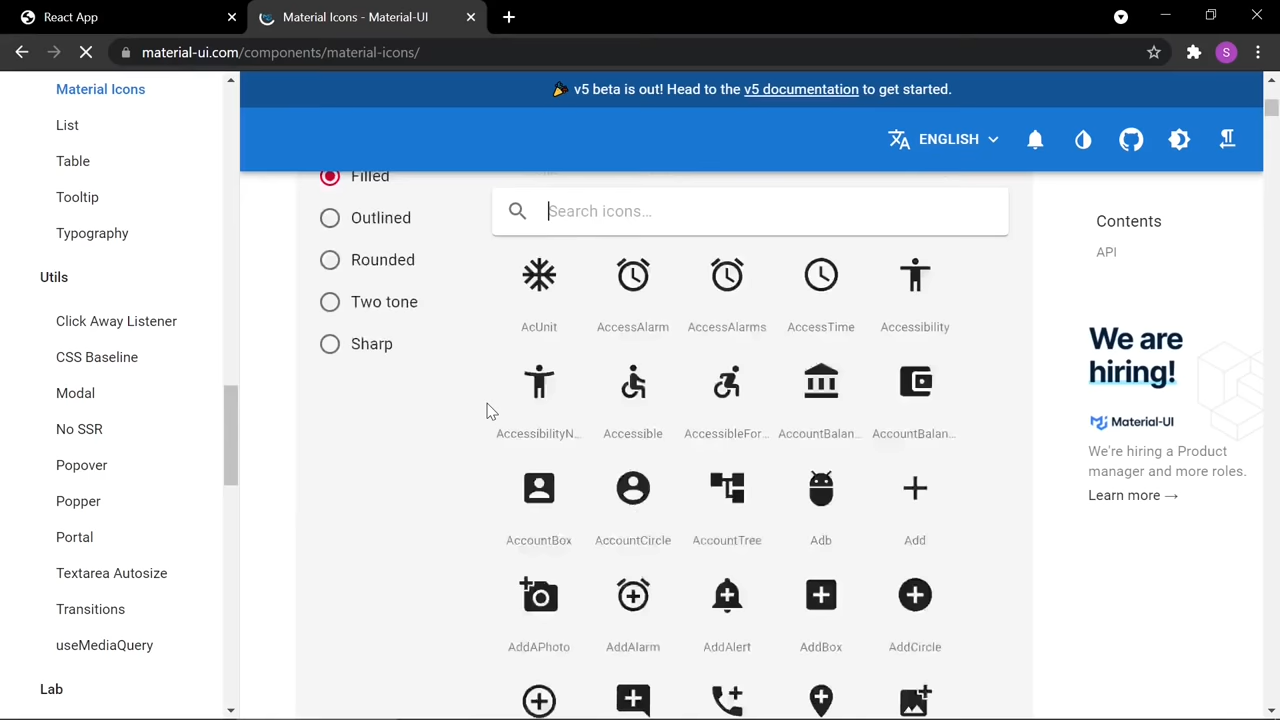 React App
Material Icons - Material-UI
S
material-ui.com/components/material-icons/
Material Icons
List
Table
Tooltip
Typography
Utils
Click Away Listener
CSS Baseline
Modal
No SSR
Popover
Popper
Portal
Textarea Autosize
Transitions
useMediaQuery
Lab
v5 beta is out! Head to the v5 documentation to get started.
ENGLISH
Filled
Outlined
Rounded
Two tone
Sharp
Search icons...
AcUnit AccessAlarm AccessAlarms AccessTime Accessibility
AccessibilityN... Accessible AccessibleFor... AccountBalan... AccountBalan...
AccountBox AccountCircle AccountTree Adb Add
AddAPhoto AddAlarm AddAlert AddBox AddCircle
Contents
API
We are
hiring!
Material-UI
We're hiring a Product
manager and more roles.
Learn more →